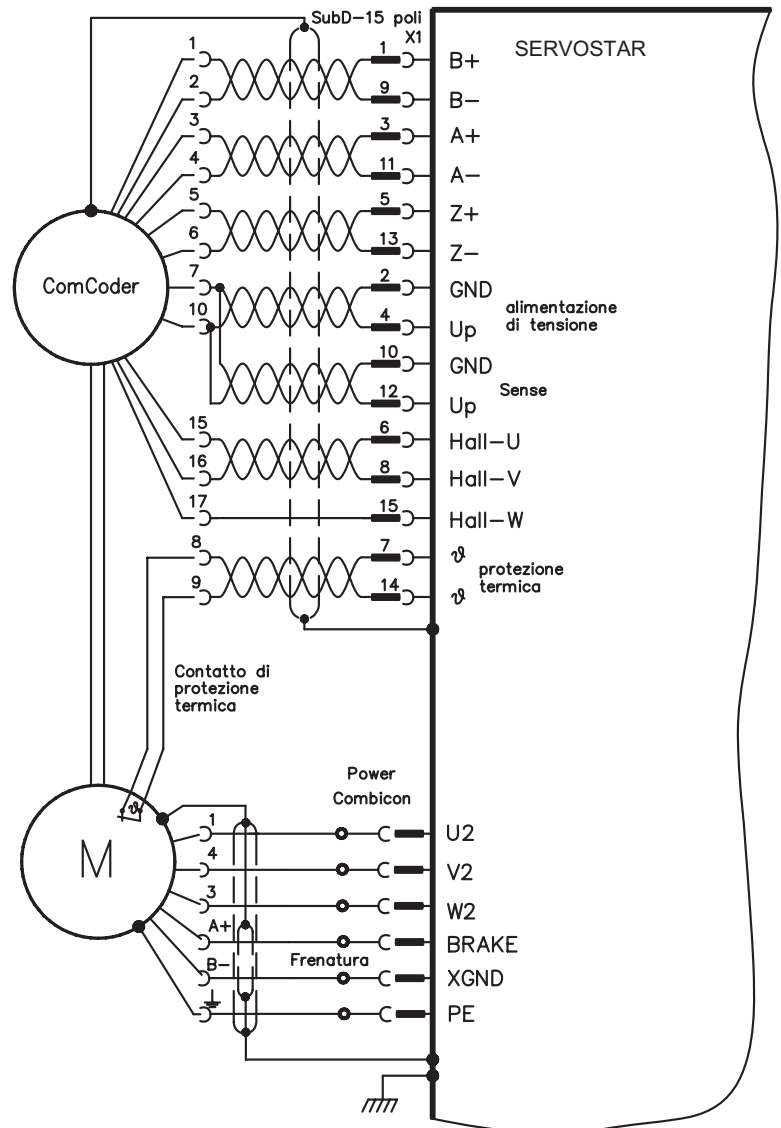 SubD-15 poli
X1
SERVOSTAR
1 1 B+
2 9 B-
3 3 A+
4 11 A-
5 5 Z+
6 13 Z-
ComCoder
7 2 GND
alimentazione
di tensione
10 4 Up
10 GND
Sense
12 Up
15 6 Hall-U
16 8 Hall-V
17 15 Hall-W
8 7 ϑ
protezione
termica
9 14 ϑ
Contatto di
protezione
termica
Power
Combicon
ϑ
M
1 U2
4 V2
3 W2
A+ BRAKE
Frenatura
B- XGND
PE